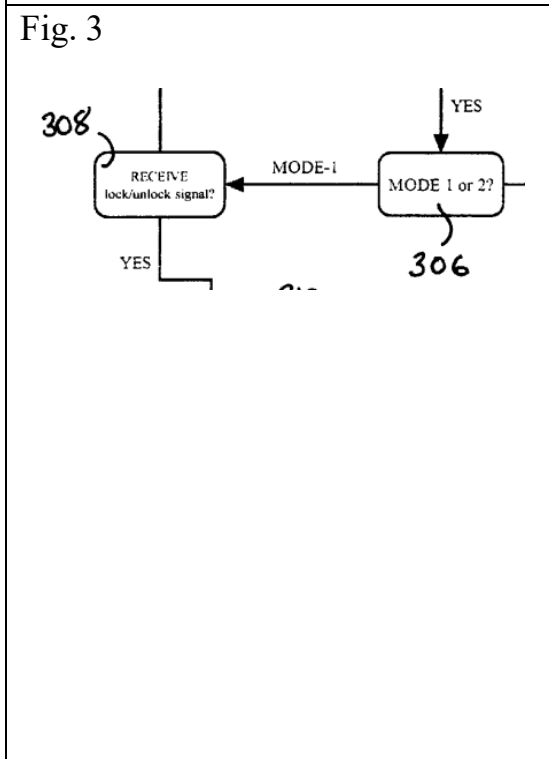 Fig. 3
308
YES
RECEIVE
lock/unlock signal?
MODE-1
MODE 1 or 2?
YES
306